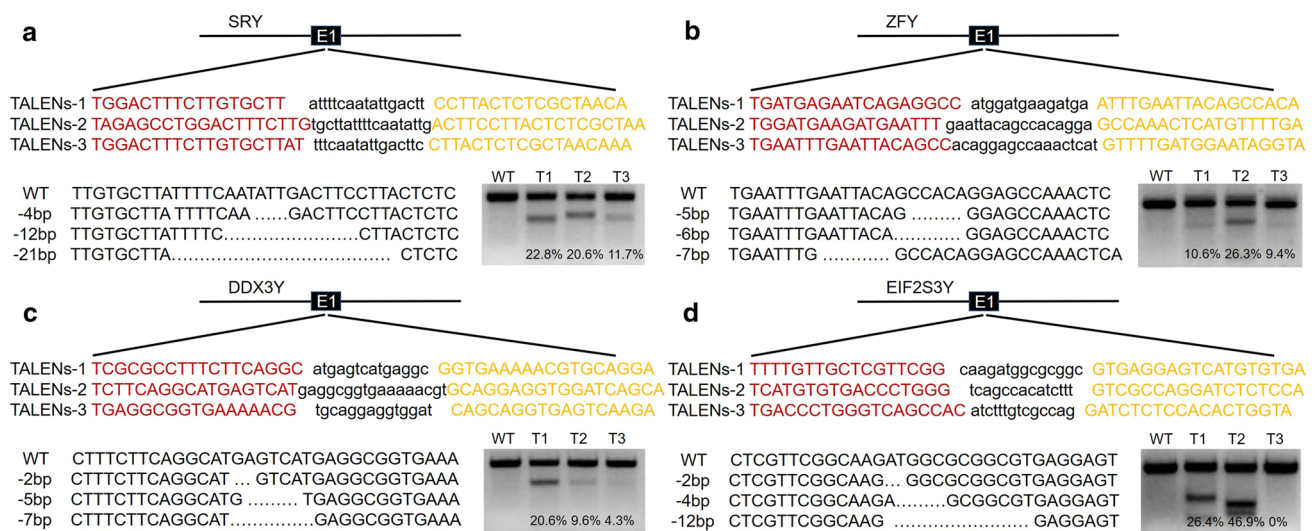 a
SRY
E1
TALENs-1 TGGACTTTCTTGTGCTT attttcaatattgactt CCTTACTCTCGCTAACA
TALENs-2 TAGAGCCTGGACTTTCTTGtgcttattttcaatattgACTTCCTTACTCTCGCTAA
TALENs-3 TGGACTTTCTTGTGCTTAT tttcaatattgacttc CTTACTCTCGCTAACAAA
WT TTGTGCTTATTTTCAATATTGACTTCCTTACTCTC
-4bp TTGTGCTTA TTTTCAA ...... GACTTCCTTACTCTC
-12bp TTGTGCTTATTTTC........................CTTACTCTC
-21bp TTGTGCTTA.......................................CTCTC
WT T1 T2 T3
22.8% 20.6% 11.7%
b
ZFY
E1
TALENs-1 TGATGAGAATCAGAGGCC atggatgaagatga ATTTGAATTACAGCCACA
TALENs-2 TGGATGAAGATGAATTT gaattacagccacagga GCCAAACTCATGTTTTGA
TALENs-3 TGAATTTGAATTACAGCC acaggagccaaactcat GTTTTGATGGAATAGGTA
WT TGAATTTGAATTACAGCCACAGGAGCCAAACTC
-5bp TGAATTTGAATTACAG ......... GGAGCCAAACTC
-6bp TGAATTTGAATTACA........... GGAGCCAAACTC
-7bp TGAATTTG ............ GCCACAGGAGCCAAACTCA
WT T1 T2 T3
10.6% 26.3% 9.4%
c
DDX3Y
E1
TALENs-1 TCGCGCCTTTCTTCAGGC atgagtcatgaggc GGTGAAAAACGTGCAGGA
TALENs-2 TCTTCAGGCATGAGTCAT gaggcggtgaaaaacgt GCAGGAGGTGGATCAGCA
TALENs-3 TGAGGCGGTGAAAAACG tgcaggaggtggat CAGCAGGTGAGTCAAGA
WT CTTTCTTCAGGCATGAGTCATGAGGCGGTGAAA
-2bp CTTTCTTCAGGCAT ...GTCATGAGGCGGTGAAA
-5bp CTTTCTTCAGGCATG .........TGAGGCGGTGAAA
-7bp CTTTCTTCAGGCAT..............GAGGCGGTGAAA
WT T1 T2 T3
20.6% 9.6% 4.3%
d
EIF2S3Y
E1
TALENs-1 TTTTGTTGCTCGTTCGG caagatggcgcggc GTGAGGAGTCATGTGTGA
TALENs-2 TCATGTGTGACCCTGGG tcagccacatcttt GTCGCCAGGATCTCTCCA
TALENs-3 TGACCCTGGGTCAGCCAC atctttgtcgccag GATCTCTCCACACTGGTA
WT CTCGTTCGGCAAGATGGCGCGGCGTGAGGAGT
-2bp CTCGTTCGGCAAG... GGCGCGGCGTGAGGAGT
-4bp CTCGTTCGGCAAGA .......GCGGCGTGAGGAGT
-12bp CTCGTTCGGCAAG ......................GAGGAGT
WT T1 T2 T3
26.4% 46.9% 0%